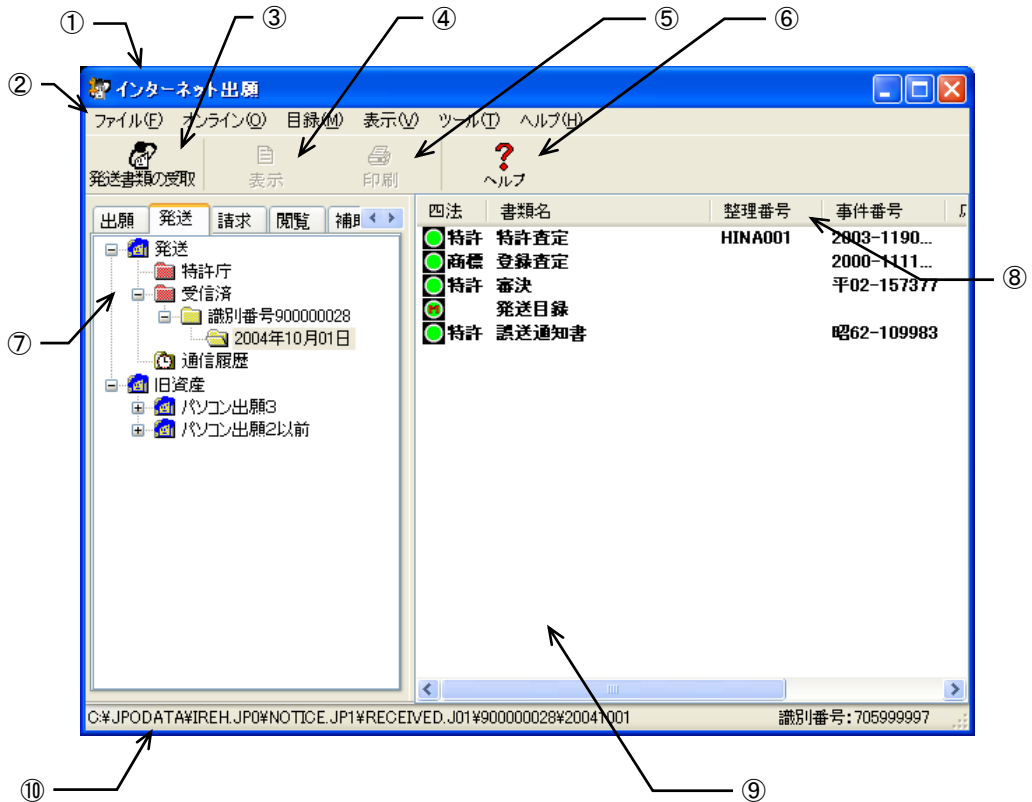 ① ③ ④ ⑤ ⑥
②
インターネット出願
ファイル(F) オンライン(O) 目録(M) 表示(V) ツール(T) ヘルプ(H)
発送書類の受取 表示 印刷 ヘルプ
出願 発送 請求 閲覧
四法 書類名 整理番号 事件番号
発送
特許庁
受信済
識別番号900000028
2004年10月01日
通信履歴
旧資産
パソコン出願3
パソコン出願2以前
特許 特許査定 HINA001 2003-1190...
商標 登録査定 2000-1111...
特許 審決 平02-157377
発送目録
特許 誤送通知書 昭62-109983
⑦
⑧
C:¥JPODATA¥IREH.JP0¥NOTICE.JP1¥RECEIVED.J01¥900000028¥20041001 識別番号:705999997
⑩ ⑨